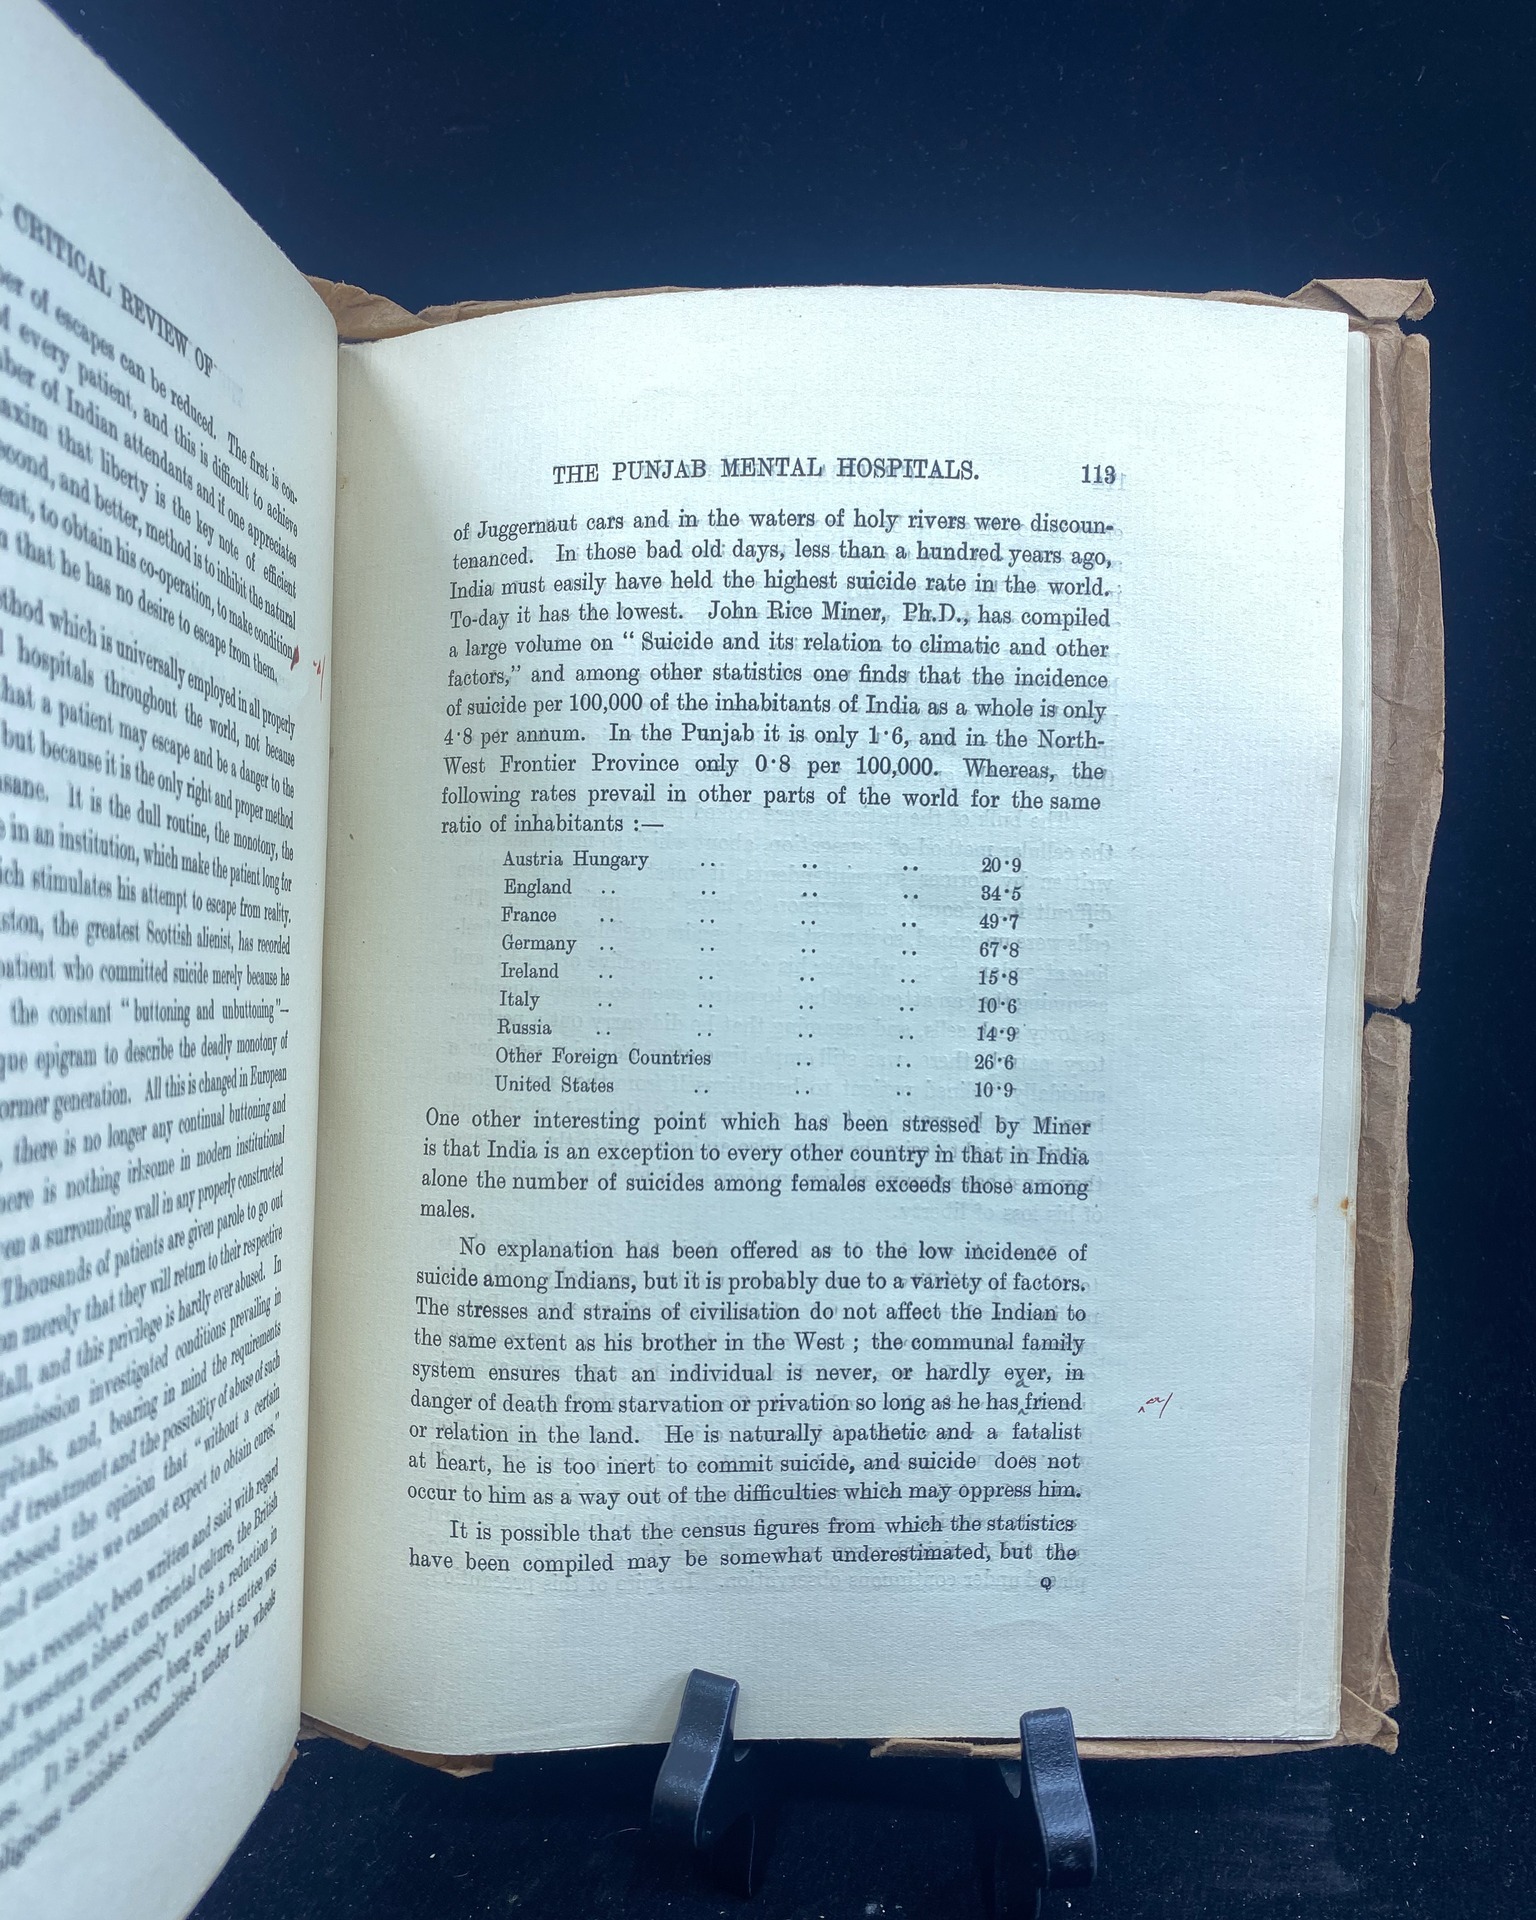 CRITICAL REVIEW OF
of escapes can be reduced. The first is con-
every patient, and this is difficult to achieve
of Indian attendants and if one appreciates
that liberty is the key note of efficient
and better, method is to inhibit the natural
to obtain his co-operation, to make condition
that he has no desire to escape from them.
which is universally employed in all properly
hospitals throughout the world, not because
that a patient may escape and be a danger to the
but because it is the only right and proper method
It is the dull routine, the monotony, the
in an institution, which make the patient long for
stimulates his attempt to escape from reality.
the greatest Scottish alienist, has recorded
patient who committed suicide merely because he
the constant “ buttoning and unbuttoning”—
epigram to describe the deadly monotony of
former generation. All this is changed in European
there is no longer any continual buttoning and
is nothing irksome in modern institutional
a surrounding wall in any properly constructed
Thousands of patients are given parole to go out
merely that they will return to their respective
and this privilege is hardly ever abused. In
investigated conditions prevailing in
and, bearing in mind the requirements
of treatment and the possibility of abuse of such
the opinion that “ without a certain
and suicides we cannot expect to obtain cures.”
has recently been written and said with regard
of western ideas on oriental culture, the British
enormously towards a reduction in
It is not so very long ago that suttee was
suicides committed under the wheels
THE PUNJAB MENTAL HOSPITALS. 113
of Juggernaut cars and in the waters of holy rivers were discoun-
tenanced. In those bad old days, less than a hundred years ago,
India must easily have held the highest suicide rate in the world.
To-day it has the lowest. John Rice Miner, Ph.D., has compiled
a large volume on “ Suicide and its relation to climatic and other
factors,” and among other statistics one finds that the incidence
of suicide per 100,000 of the inhabitants of India as a whole is only
4·8 per annum. In the Punjab it is only 1·6, and in the North-
West Frontier Province only 0·8 per 100,000. Whereas, the
following rates prevail in other parts of the world for the same
ratio of inhabitants :—
Austria Hungary .. .. .. 20·9
England .. .. .. .. 34·5
France .. .. .. .. 49·7
Germany .. .. .. .. 67·8
Ireland .. .. .. .. 15·8
Italy .. .. .. .. 10·6
Russia .. .. .. .. 14·9
Other Foreign Countries .. .. 26·6
United States .. .. .. 10·9
One other interesting point which has been stressed by Miner
is that India is an exception to every other country in that in India
alone the number of suicides among females exceeds those among
males.
No explanation has been offered as to the low incidence of
suicide among Indians, but it is probably due to a variety of factors.
The stresses and strains of civilisation do not affect the Indian to
the same extent as his brother in the West ; the communal family
system ensures that an individual is never, or hardly ever, in
danger of death from starvation or privation so long as he has friend
or relation in the land. He is naturally apathetic and a fatalist
at heart, he is too inert to commit suicide, and suicide does not
occur to him as a way out of the difficulties which may oppress him.
It is possible that the census figures from which the statistics
have been compiled may be somewhat underestimated, but the
Q